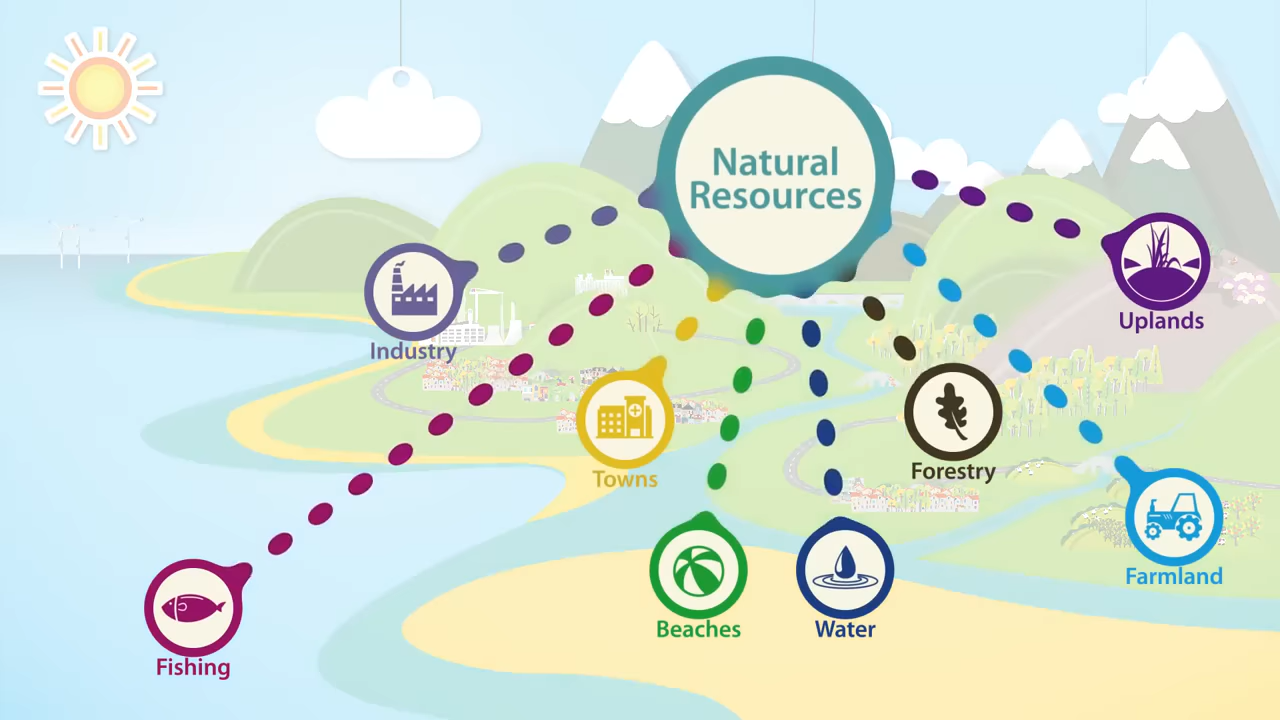 Natural
Resources
Uplands
Industry
Forestry
Towns
Farmland
Beaches
Water
Fishing